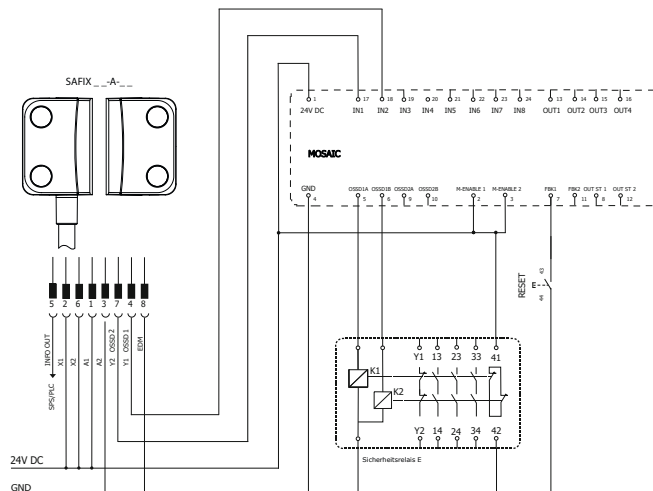 SAFIX _ _-A-_ _
1 17 18 19 20 21 22 23 24 13 14 15 16
24V DC IN1 IN2 IN3 IN4 IN5 IN6 IN7 IN8 OUT1 OUT2 OUT3 OUT4
MOSAIC
GND OSSD1A OSSD1B OSSD2A OSSD2B M-ENABLE 1 M-ENABLE 2 FBK1 FBK2 OUT ST 1 OUT ST 2
4 5 6 9 10 2 3 7 11 8 12
5 2 6 1 3 7 4 8
INFO OUT
X1
X2
A1
A2
Y2 OSSD 2
Y1 OSSD 1
EDM
SPS/PLC
RESET
E
43
44
Y1 13 23 33 41
K1
K2
Y2 14 24 34 42
Sicherheitsrelais E
24V DC
GND